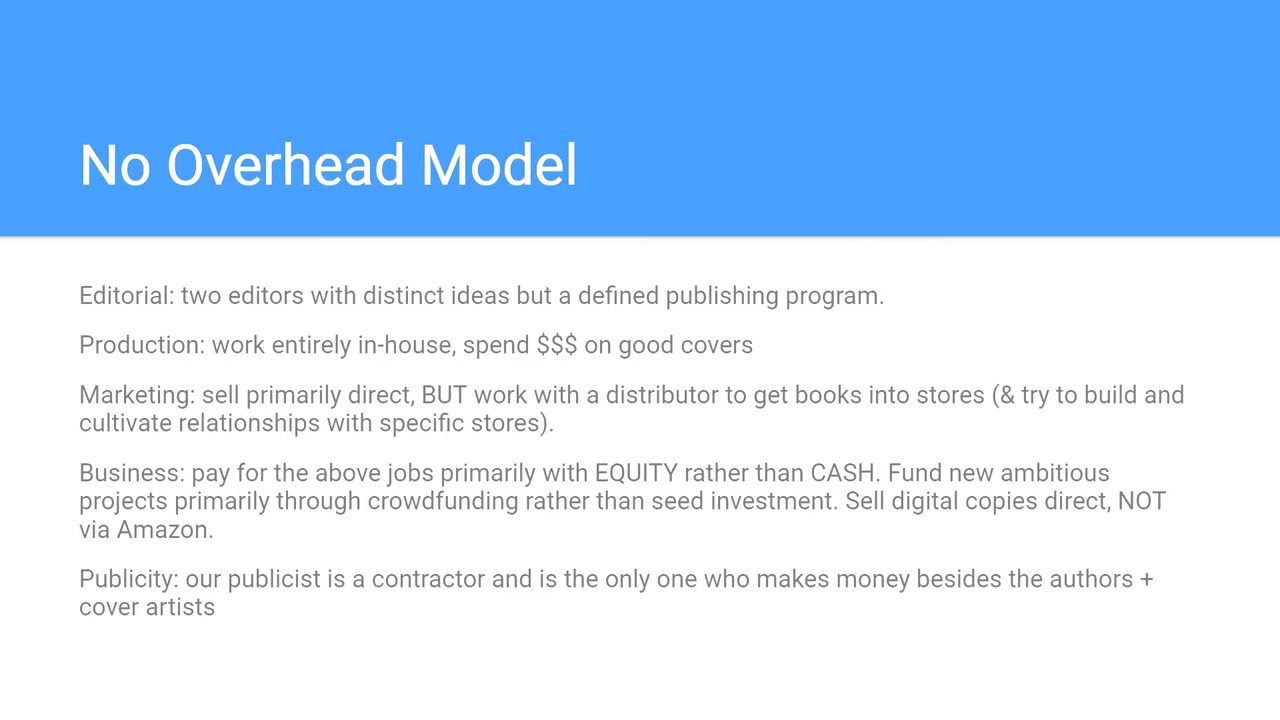 No Overhead Model
Editorial: two editors with distinct ideas but a defined publishing program.
Production: work entirely in-house, spend $$$ on good covers
Marketing: sell primarily direct, BUT work with a distributor to get books into stores (& try to build and
cultivate relationships with specific stores).
Business: pay for the above jobs primarily with EQUITY rather than CASH. Fund new ambitious
projects primarily through crowdfunding rather than seed investment. Sell digital copies direct, NOT
via Amazon.
Publicity: our publicist is a contractor and is the only one who makes money besides the authors +
cover artists